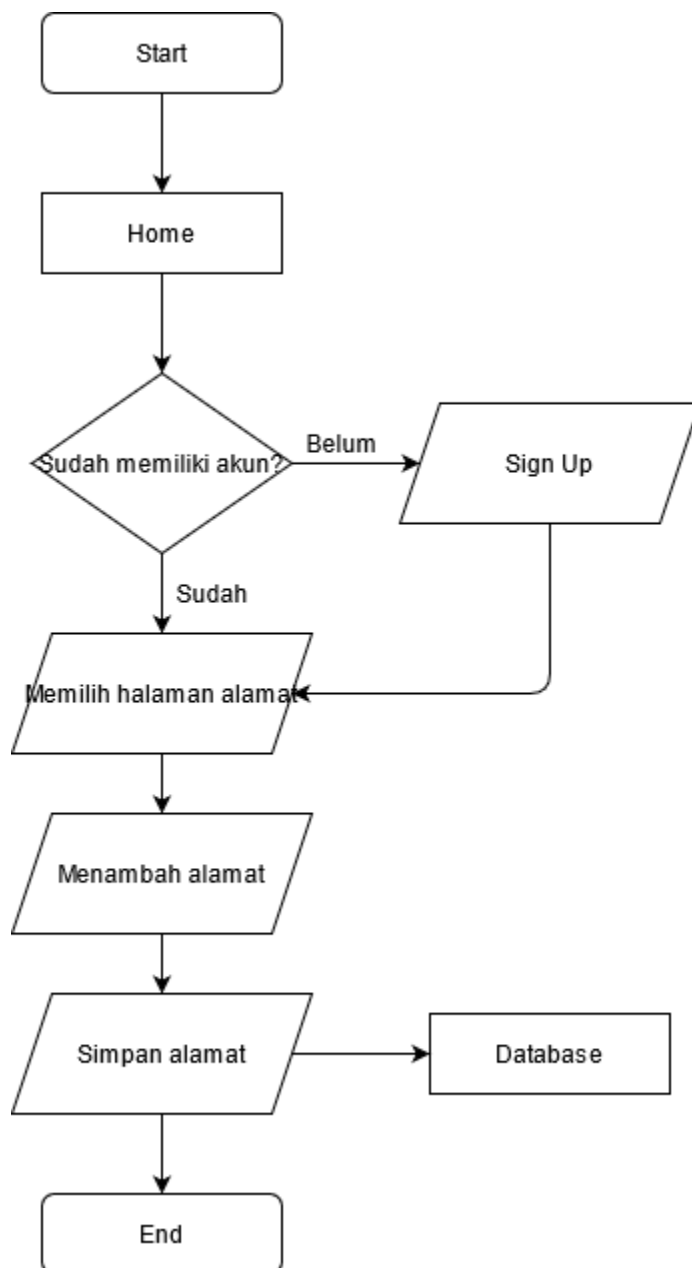 Start
Home
Sudah memiliki akun?
Belum
Sign Up
Sudah
Memilih halaman alamat
Menambah alamat
Simpan alamat
Database
End